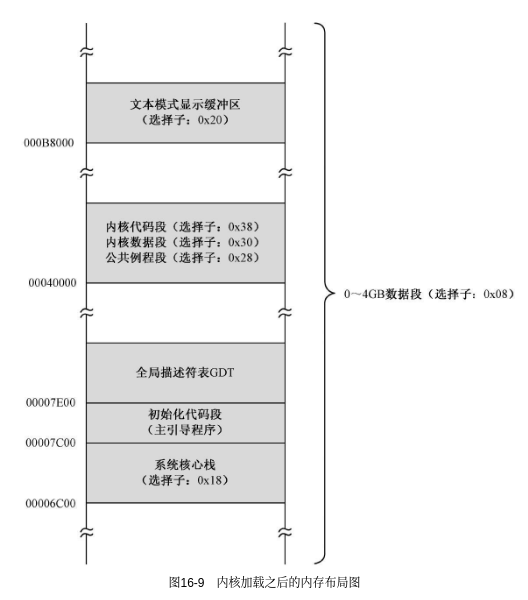 文本模式显示缓冲区
（选择子：0x20）
000B8000
内核代码段（选择子：0x38）
内核数据段（选择子：0x30）
公共例程段（选择子：0x28）
00040000
0～4GB数据段（选择子：0x08）
全局描述符表GDT
00007E00
初始化代码段
（主引导程序）
00007C00
系统核心栈
（选择子：0x18）
00006C00
图16-9 内核加载之后的内存布局图